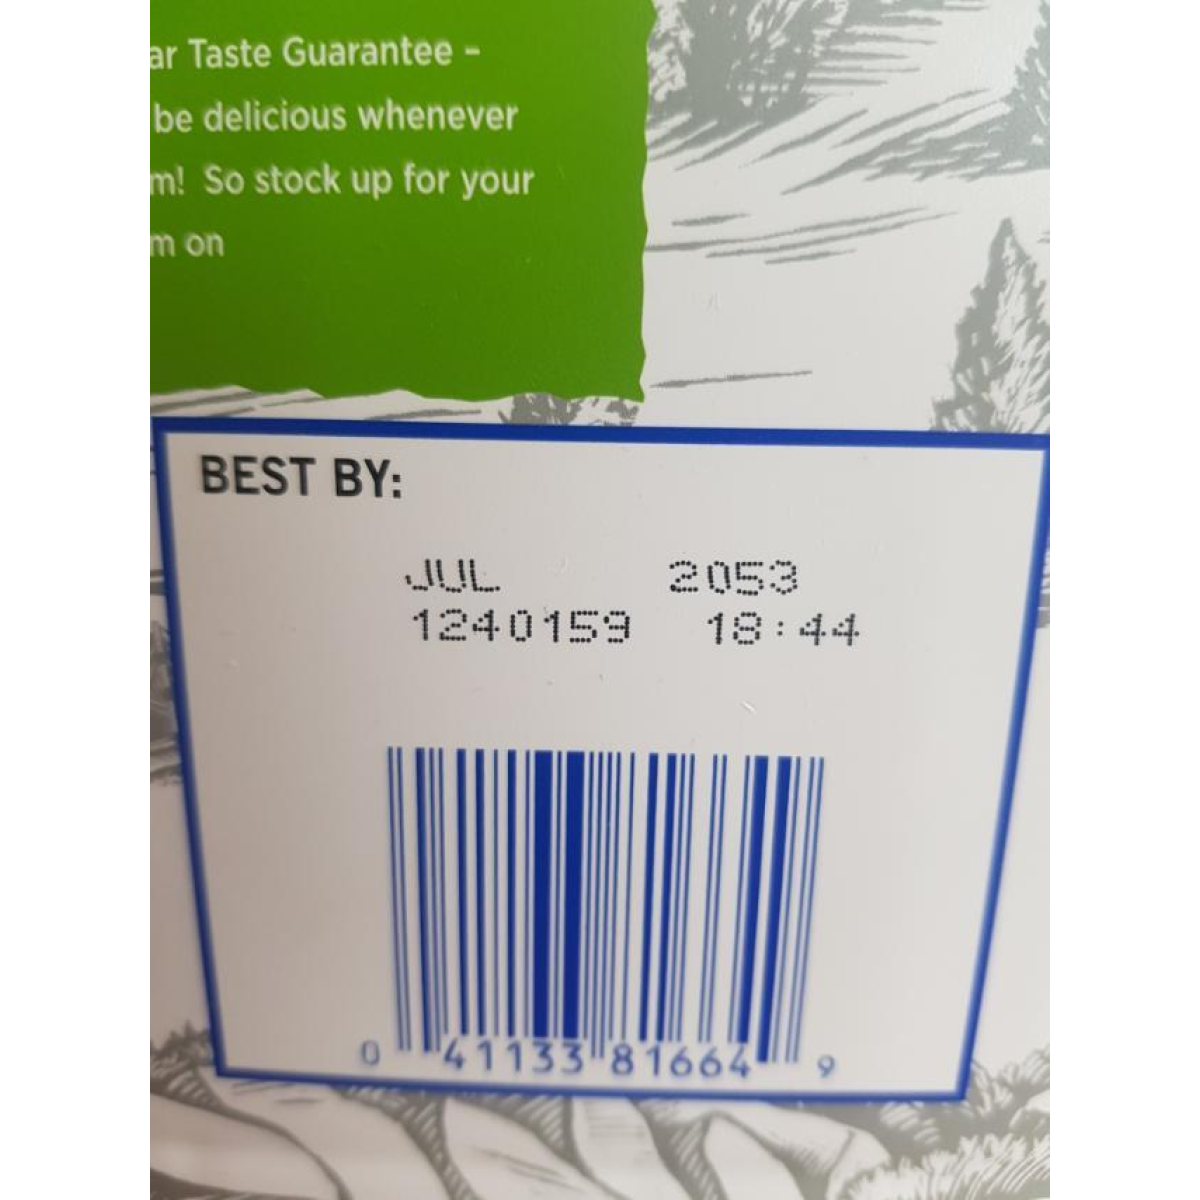 ar Taste Guarantee –
be delicious whenever
m! So stock up for your
m on
BEST BY:
JUL 2053
1240159 18:44
0 41133 81664 9